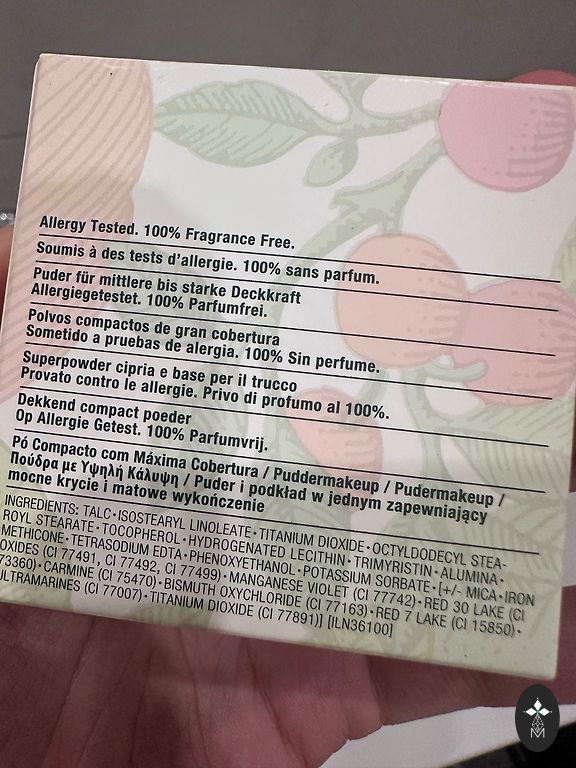 Allergy Tested. 100% Fragrance Free.
Soumis à des tests d'allergie. 100% sans parfum.
Puder für mittlere bis starke Deckkraft
Allergiegetestet. 100% Parfumfrei.
Polvos compactos de gran cobertura
Sometido a pruebas de alergia. 100% Sin perfume.
Superpowder cipria e base per il trucco
Provato contro le allergie. Privo di profumo al 100%.
Dekkend compact poeder
Op Allergie Getest. 100% Parfumvrij.
Pó Compacto com Máxima Cobertura / Puddermakeup / Pudermakeup /
Πούδρα με Υψηλή Κάλυψη / Puder i podkład w jednym zapewniający
mocne krycie i matowe wykończenie
INGREDIENTS: TALC•ISOSTEARYL LINOLEATE•TITANIUM DIOXIDE•OCTYLDODECYL STEA-
ROYL STEARATE•TOCOPHEROL•HYDROGENATED LECITHIN•TRIMYRISTIN•ALUMINA•
METHICONE•TETRASODIUM EDTA•PHENOXYETHANOL•POTASSIUM SORBATE•[+/- MICA•IRON
OXIDES (CI 77491, CI 77492, CI 77499)•MANGANESE VIOLET (CI 77742)•RED 30 LAKE (CI
73360)•CARMINE (CI 75470)•BISMUTH OXYCHLORIDE (CI 77163)•RED 7 LAKE (CI 15850)•
ULTRAMARINES (CI 77007)•TITANIUM DIOXIDE (CI 77891)] [ILN36100]
M